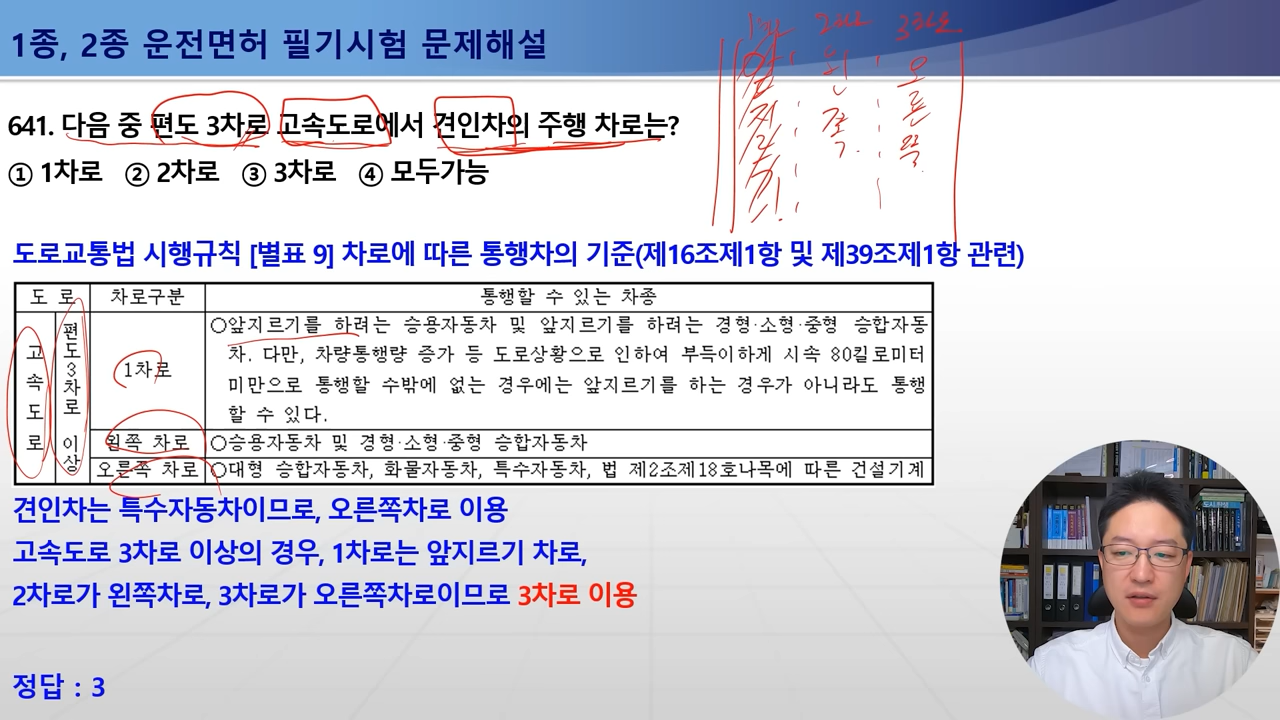 1종, 2종 운전면허 필기시험 문제해설
1차로 2차로 3차로
앞지르기 왼쪽 오른쪽
641. 다음 중 편도 3차로 고속도로에서 견인차의 주행 차로는?
① 1차로 ② 2차로 ③ 3차로 ④ 모두가능
도로교통법 시행규칙 [별표 9] 차로에 따른 통행차의 기준(제16조제1항 및 제39조제1항 관련)
도 로 차로구분 통행할 수 있는 차종
고속도로 편도3차로 이상
1차로
○앞지르기를 하려는 승용자동차 및 앞지르기를 하려는 경형·소형·중형 승합자동
차. 다만, 차량통행량 증가 등 도로상황으로 인하여 부득이하게 시속 80킬로미터
미만으로 통행할 수밖에 없는 경우에는 앞지르기를 하는 경우가 아니라도 통행
할 수 있다.
왼쪽 차로 ○승용자동차 및 경형·소형·중형 승합자동차
오른쪽 차로 ○대형 승합자동차, 화물자동차, 특수자동차, 법 제2조제18호나목에 따른 건설기계
견인차는 특수자동차이므로, 오른쪽차로 이용
고속도로 3차로 이상의 경우, 1차로는 앞지르기 차로,
2차로가 왼쪽차로, 3차로가 오른쪽차로이므로 3차로 이용
정답 : 3